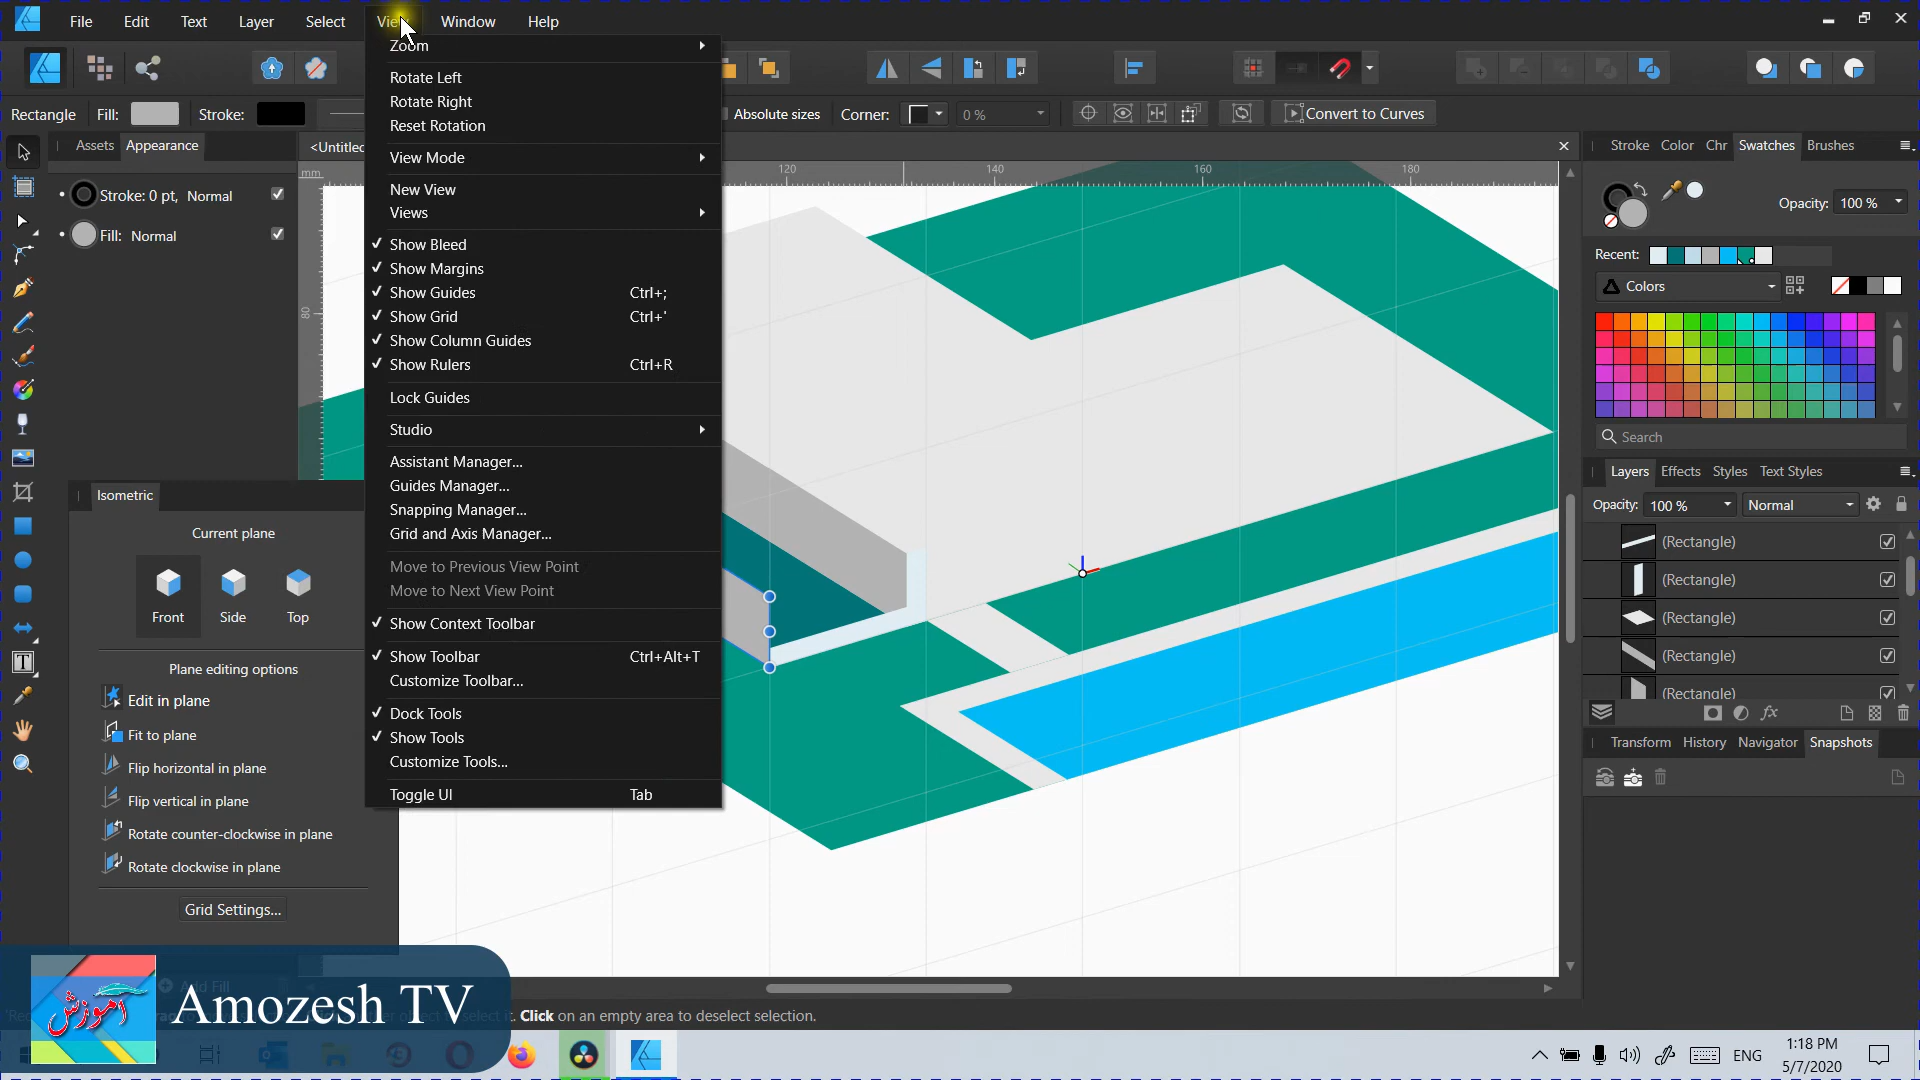 File Edit Text Layer Select View Window Help
Rectangle Fill: Stroke: Absolute sizes Corner: 0 % Convert to Curves
Assets Appearance
Stroke: 0 pt, Normal
Fill: Normal
Isometric
Current plane
Front Side Top
Plane editing options
Edit in plane
Fit to plane
Flip horizontal in plane
Flip vertical in plane
Rotate counter-clockwise in plane
Rotate clockwise in plane
Grid Settings...
Add Fill
Zoom
Rotate Left
Rotate Right
Reset Rotation
View Mode
New View
Views
Show Bleed
Show Margins
Show Guides Ctrl+;
Show Grid Ctrl+'
Show Column Guides
Show Rulers Ctrl+R
Lock Guides
Studio
Assistant Manager...
Guides Manager...
Snapping Manager...
Grid and Axis Manager...
Move to Previous View Point
Move to Next View Point
Show Context Toolbar
Show Toolbar Ctrl+Alt+T
Customize Toolbar...
Dock Tools
Show Tools
Customize Tools...
Toggle UI Tab
mm 120 140 160 180
80
Stroke Color Chr Swatches Brushes
Opacity: 100 %
Recent:
Colors
Search
Layers Effects Styles Text Styles
Opacity: 100 % Normal
(Rectangle)
(Rectangle)
(Rectangle)
(Rectangle)
(Rectangle)
Transform History Navigator Snapshots
آموزش
Amozesh TV
Click on an empty area to deselect selection.
ENG
1:18 PM
5/7/2020